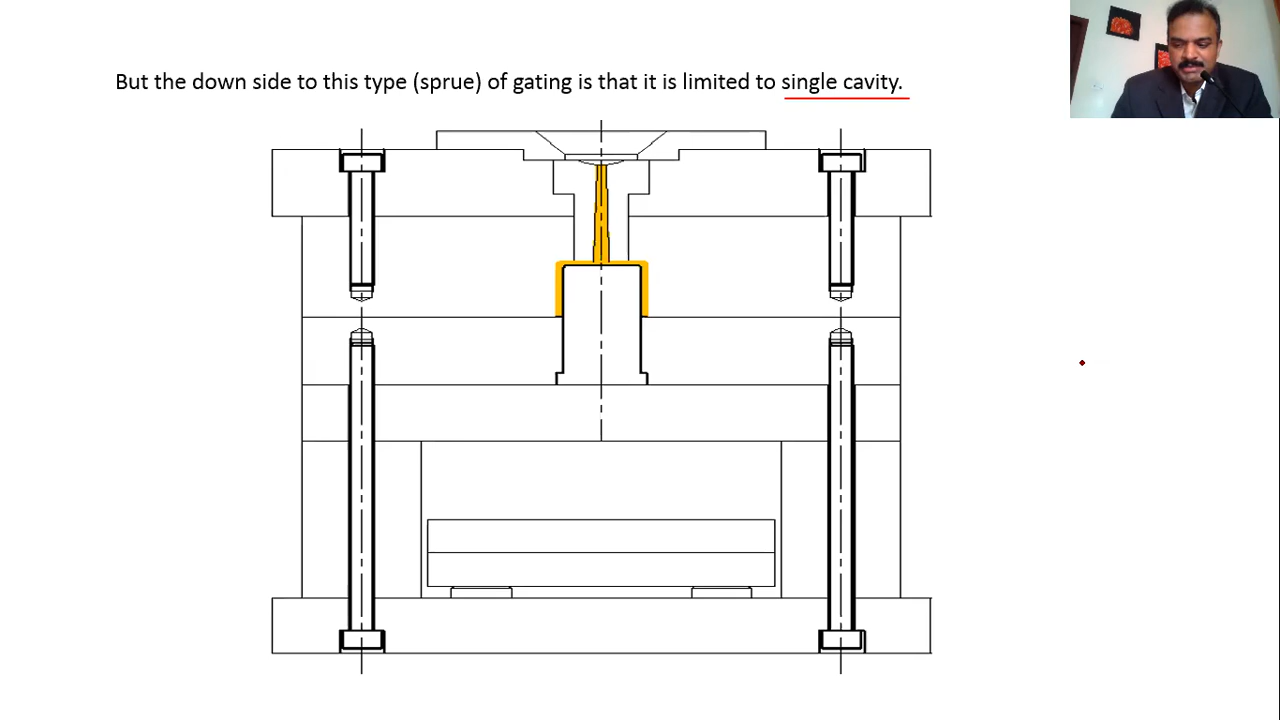 But the down side to this type (sprue) of gating is that it is limited to single cavity.